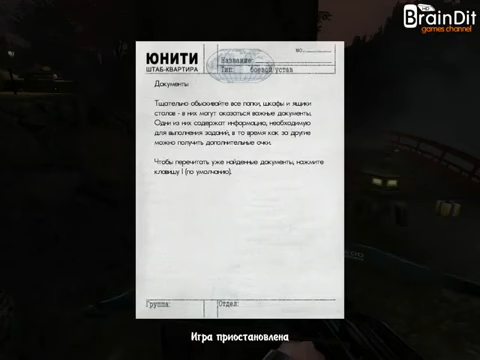 BrainDit
games channel
ЮНИТИ
ШТАБ-КВАРТИРА
Название:
Тип: боевой устав
Документы
Тщательно обыскивайте все папки, шкафы и ящики
столов - в них могут оказаться важные документы.
Одни из них содержат информацию, необходимую
для выполнения заданий, в то время как за другие
можно получить дополнительные очки.
Чтобы перечитать уже найденные документы, нажмите
клавишу I (по умолчанию).
Группа:
Отдел:
Игра приостановлена